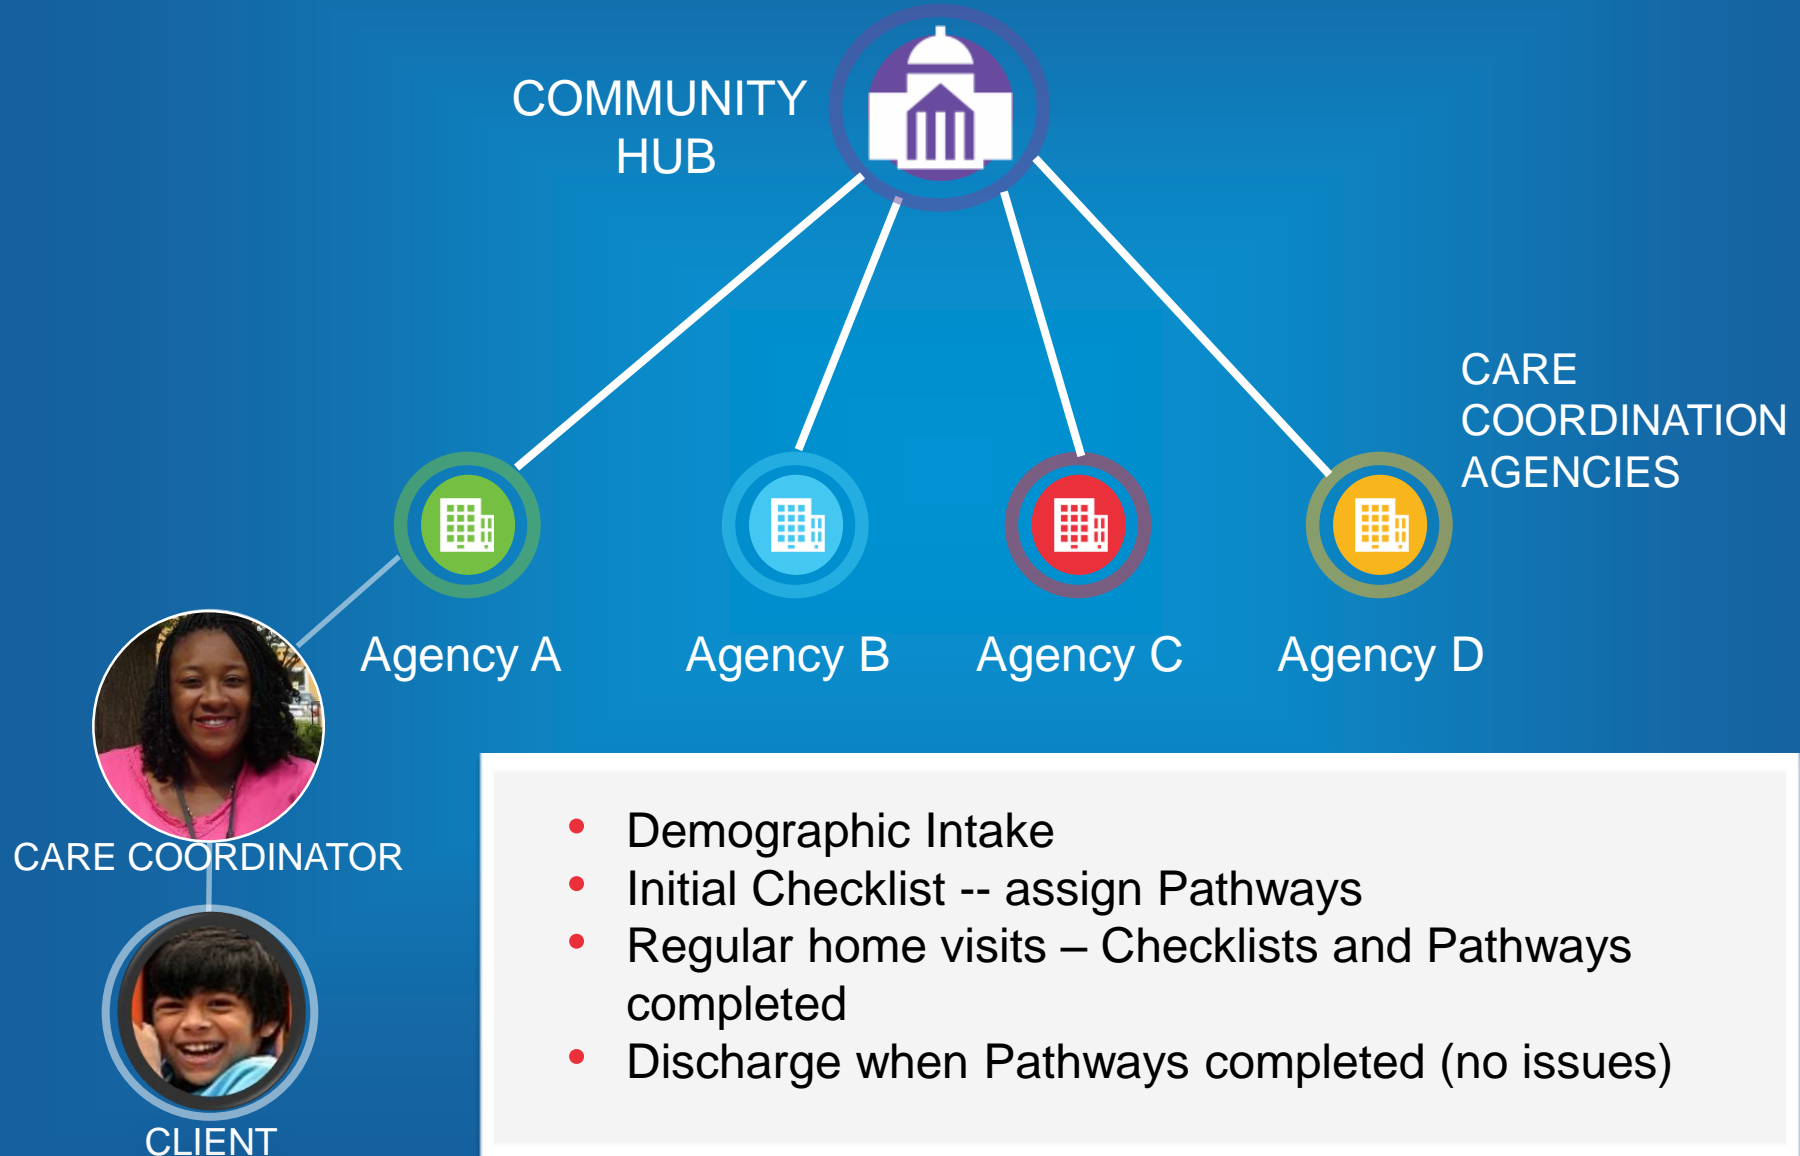 COMMUNITY
HUB
CARE
COORDINATION
AGENCIES
Agency A
Agency B
Agency C
Agency D
CARE COORDINATOR
CLIENT
• Demographic Intake
• Initial Checklist -- assign Pathways
• Regular home visits – Checklists and Pathways
completed
• Discharge when Pathways completed (no issues)